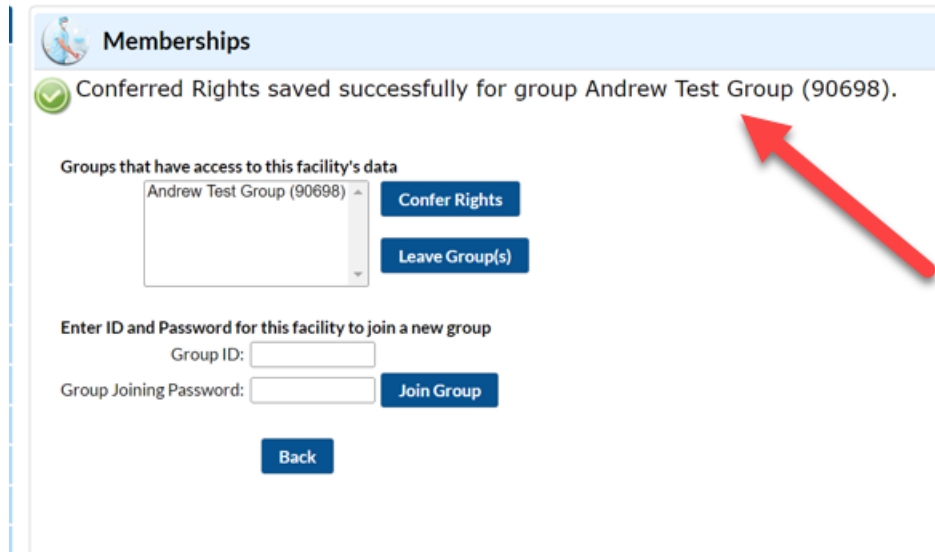 Memberships
Conferred Rights saved successfully for group Andrew Test Group (90698).
Groups that have access to this facility's data
Andrew Test Group (90698)
Confer Rights
Leave Group(s)
Enter ID and Password for this facility to join a new group
Group ID:
Group Joining Password:
Join Group
Back